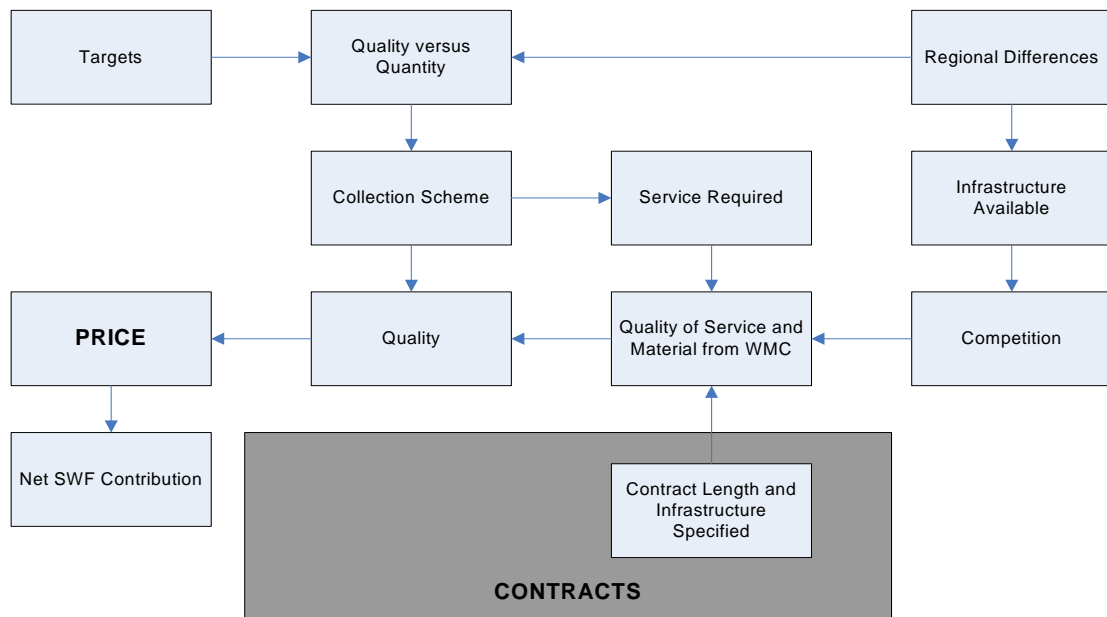 Targets
Quality versus
Quantity
Regional Differences
Collection Scheme
Service Required
Infrastructure
Available
PRICE
Quality
Quality of Service and
Material from WMC
Competition
Net SWF Contribution
Contract Length and
Infrastructure
Specified
CONTRACTS